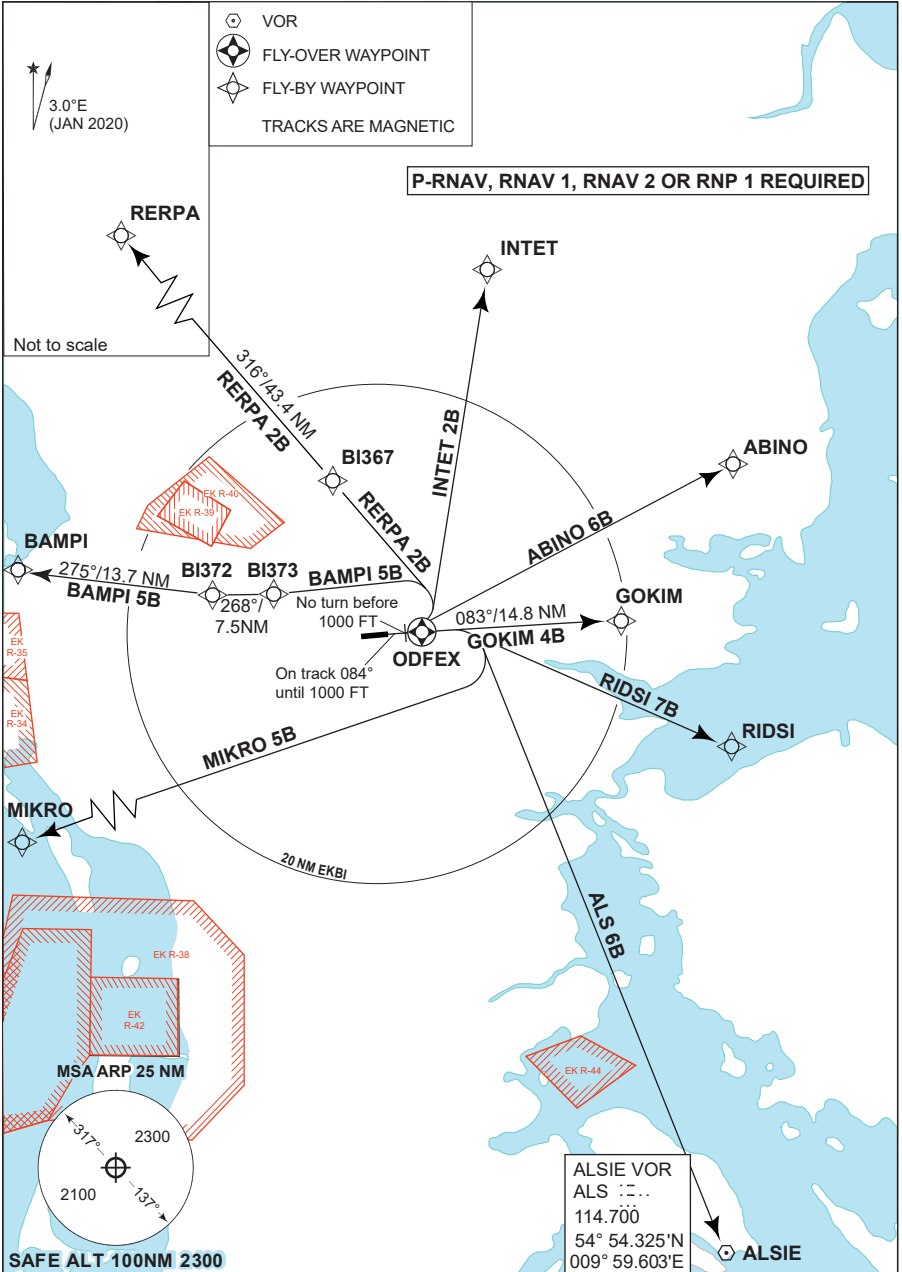 VOR
FLY-OVER WAYPOINT
FLY-BY WAYPOINT
TRACKS ARE MAGNETIC
3.0°E
(JAN 2020)
P-RNAV, RNAV 1, RNAV 2 OR RNP 1 REQUIRED
RERPA
INTET
Not to scale
316°/43.4 NM
RERPA 2B
INTET 2B
ABINO
BI367
EK R-40
EK R-39
RERPA 2B
ABINO 6B
BAMPI
275°/13.7 NM
BAMPI 5B
BI372
BI373
BAMPI 5B
268°/
7.5NM
No turn before
1000 FT
083°/14.8 NM
GOKIM 4B
GOKIM
ODFEX
On track 084°
until 1000 FT
EK
R-35
EK
R-34
RIDSI 7B
RIDSI
MIKRO 5B
MIKRO
20 NM EKBI
ALS 6B
EK R-38
EK
R-42
EK R-44
MSA ARP 25 NM
317°
2300
2100
137°
SAFE ALT 100NM 2300
ALSIE VOR
ALS
114.700
54° 54.325'N
009° 59.603'E
ALSIE